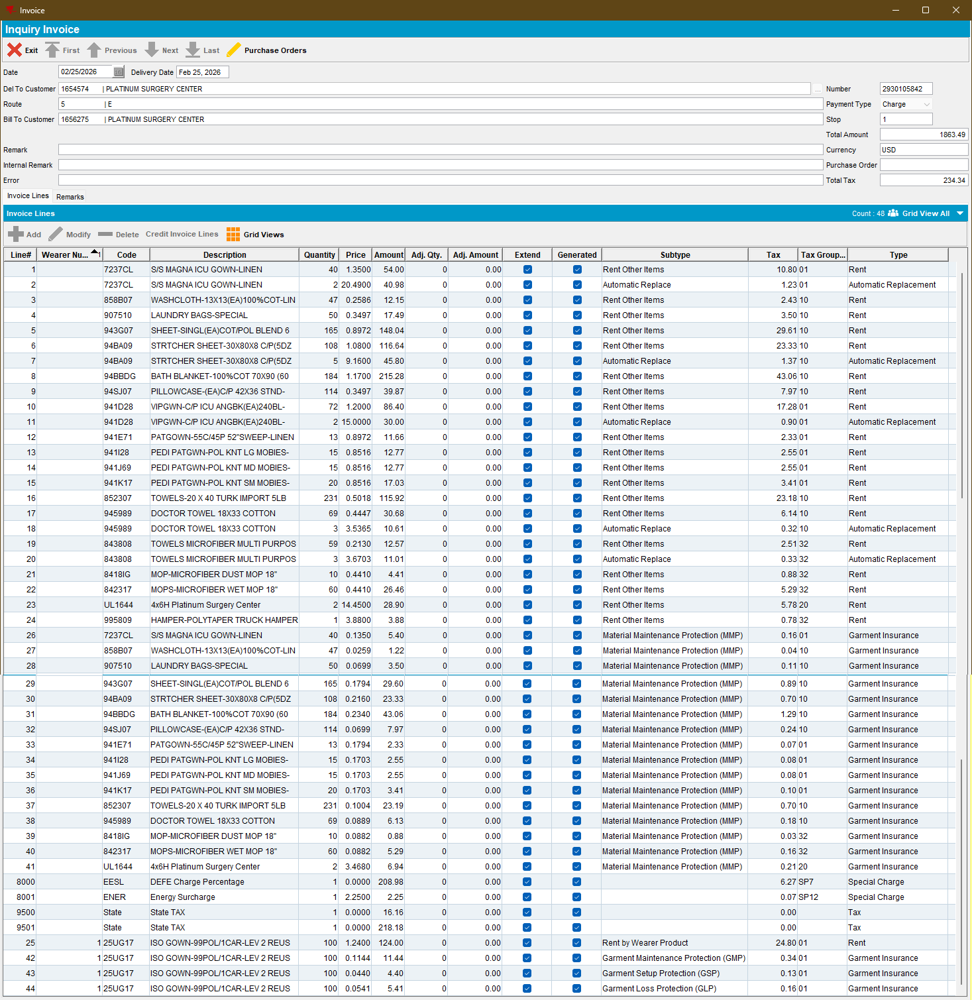 Invoice
Inquiry Invoice
Exit First Previous Next Last Purchase Orders
Date 02/25/2026 Delivery Date Feb 25, 2026
Del To Customer 1654574 | PLATINUM SURGERY CENTER ... Number 2930105842
Route 5 | E Payment Type Charge
Bill To Customer 1656275 | PLATINUM SURGERY CENTER Stop 1
Total Amount 1863.49
Remark Currency USD
Internal Remark Purchase Order
Error Total Tax 234.34
Invoice Lines Remarks
Invoice Lines Count : 48 Grid View All
Add Modify Delete Credit Invoice Lines Grid Views
Line# Wearer Nu... 1 Code Description Quantity Price Amount Adj. Qty. Adj. Amount Extend Generated Subtype Tax Tax Group... Type
1 7237CL S/S MAGNA ICU GOWN-LINEN 40 1.3500 54.00 0 0.00 Rent Other Items 10.80 01 Rent
2 7237CL S/S MAGNA ICU GOWN-LINEN 2 20.4900 40.98 0 0.00 Automatic Replace 1.23 01 Automatic Replacement
3 858B07 WASHCLOTH-13X13(EA)100%COT-LIN 47 0.2586 12.15 0 0.00 Rent Other Items 2.43 10 Rent
4 907510 LAUNDRY BAGS-SPECIAL 50 0.3497 17.49 0 0.00 Rent Other Items 3.50 10 Rent
5 943G07 SHEET-SINGL(EA)COT/POL BLEND 6 165 0.8972 148.04 0 0.00 Rent Other Items 29.61 10 Rent
6 94BA09 STRTCHER SHEET-30X80X8 C/P(5DZ 108 1.0800 116.64 0 0.00 Rent Other Items 23.33 10 Rent
7 94BA09 STRTCHER SHEET-30X80X8 C/P(5DZ 5 9.1600 45.80 0 0.00 Automatic Replace 1.37 10 Automatic Replacement
8 94BBDG BATH BLANKET-100%COT 70X90 (60 184 1.1700 215.28 0 0.00 Rent Other Items 43.06 10 Rent
9 94SJ07 PILLOWCASE-(EA)C/P 42X36 STND- 114 0.3497 39.87 0 0.00 Rent Other Items 7.97 10 Rent
10 941D28 VIPGWN-C/P ICU ANGBK(EA)240BL- 72 1.2000 86.40 0 0.00 Rent Other Items 17.28 01 Rent
11 941D28 VIPGWN-C/P ICU ANGBK(EA)240BL- 2 15.0000 30.00 0 0.00 Automatic Replace 0.90 01 Automatic Replacement
12 941E71 PATGOWN-55C/45P 52"SWEEP-LINEN 13 0.8972 11.66 0 0.00 Rent Other Items 2.33 01 Rent
13 941I28 PEDI PATGWN-POL KNT LG MOBIES- 15 0.8516 12.77 0 0.00 Rent Other Items 2.55 01 Rent
14 941J69 PEDI PATGWN-POL KNT MD MOBIES- 15 0.8516 12.77 0 0.00 Rent Other Items 2.55 01 Rent
15 941K17 PEDI PATGWN-POL KNT SM MOBIES- 20 0.8516 17.03 0 0.00 Rent Other Items 3.41 01 Rent
16 852307 TOWELS-20 X 40 TURK IMPORT 5LB 231 0.5018 115.92 0 0.00 Rent Other Items 23.18 10 Rent
17 945989 DOCTOR TOWEL 18X33 COTTON 69 0.4447 30.68 0 0.00 Rent Other Items 6.14 10 Rent
18 945989 DOCTOR TOWEL 18X33 COTTON 3 3.5365 10.61 0 0.00 Automatic Replace 0.32 10 Automatic Replacement
19 843808 TOWELS MICROFIBER MULTI PURPOS 59 0.2130 12.57 0 0.00 Rent Other Items 2.51 32 Rent
20 843808 TOWELS MICROFIBER MULTI PURPOS 3 3.6703 11.01 0 0.00 Automatic Replace 0.33 32 Automatic Replacement
21 8418IG MOP-MICROFIBER DUST MOP 18" 10 0.4410 4.41 0 0.00 Rent Other Items 0.88 32 Rent
22 842317 MOPS-MICROFIBER WET MOP 18" 60 0.4410 26.46 0 0.00 Rent Other Items 5.29 32 Rent
23 UL1644 4x6H Platinum Surgery Center 2 14.4500 28.90 0 0.00 Rent Other Items 5.78 20 Rent
24 995809 HAMPER-POLYTAPER TRUCK HAMPER 1 3.8800 3.88 0 0.00 Rent Other Items 0.78 32 Rent
26 7237CL S/S MAGNA ICU GOWN-LINEN 40 0.1350 5.40 0 0.00 Material Maintenance Protection (MMP) 0.16 01 Garment Insurance
27 858B07 WASHCLOTH-13X13(EA)100%COT-LIN 47 0.0259 1.22 0 0.00 Material Maintenance Protection (MMP) 0.04 10 Garment Insurance
28 907510 LAUNDRY BAGS-SPECIAL 50 0.0699 3.50 0 0.00 Material Maintenance Protection (MMP) 0.11 10 Garment Insurance
29 943G07 SHEET-SINGL(EA)COT/POL BLEND 6 165 0.1794 29.60 0 0.00 Material Maintenance Protection (MMP) 0.89 10 Garment Insurance
30 94BA09 STRTCHER SHEET-30X80X8 C/P(5DZ 108 0.2160 23.33 0 0.00 Material Maintenance Protection (MMP) 0.70 10 Garment Insurance
31 94BBDG BATH BLANKET-100%COT 70X90 (60 184 0.2340 43.06 0 0.00 Material Maintenance Protection (MMP) 1.29 10 Garment Insurance
32 94SJ07 PILLOWCASE-(EA)C/P 42X36 STND- 114 0.0699 7.97 0 0.00 Material Maintenance Protection (MMP) 0.24 10 Garment Insurance
33 941E71 PATGOWN-55C/45P 52"SWEEP-LINEN 13 0.1794 2.33 0 0.00 Material Maintenance Protection (MMP) 0.07 01 Garment Insurance
34 941I28 PEDI PATGWN-POL KNT LG MOBIES- 15 0.1703 2.55 0 0.00 Material Maintenance Protection (MMP) 0.08 01 Garment Insurance
35 941J69 PEDI PATGWN-POL KNT MD MOBIES- 15 0.1703 2.55 0 0.00 Material Maintenance Protection (MMP) 0.08 01 Garment Insurance
36 941K17 PEDI PATGWN-POL KNT SM MOBIES- 20 0.1703 3.41 0 0.00 Material Maintenance Protection (MMP) 0.10 01 Garment Insurance
37 852307 TOWELS-20 X 40 TURK IMPORT 5LB 231 0.1004 23.19 0 0.00 Material Maintenance Protection (MMP) 0.70 10 Garment Insurance
38 945989 DOCTOR TOWEL 18X33 COTTON 69 0.0889 6.13 0 0.00 Material Maintenance Protection (MMP) 0.18 10 Garment Insurance
39 8418IG MOP-MICROFIBER DUST MOP 18" 10 0.0882 0.88 0 0.00 Material Maintenance Protection (MMP) 0.03 32 Garment Insurance
40 842317 MOPS-MICROFIBER WET MOP 18" 60 0.0882 5.29 0 0.00 Material Maintenance Protection (MMP) 0.16 32 Garment Insurance
41 UL1644 4x6H Platinum Surgery Center 2 3.4680 6.94 0 0.00 Material Maintenance Protection (MMP) 0.21 20 Garment Insurance
8000 EESL DEFE Charge Percentage 1 0.0000 208.98 0 0.00 6.27 SP7 Special Charge
8001 ENER Energy Surcharge 1 2.2500 2.25 0 0.00 0.07 SP12 Special Charge
9500 State State TAX 1 0.0000 16.16 0 0.00 0.00 Tax
9501 State State TAX 1 0.0000 218.18 0 0.00 0.00 Tax
25 1 25UG17 ISO GOWN-99POL/1CAR-LEV 2 REUS 100 1.2400 124.00 0 0.00 Rent by Wearer Product 24.80 01 Rent
42 1 25UG17 ISO GOWN-99POL/1CAR-LEV 2 REUS 100 0.1144 11.44 0 0.00 Garment Maintenance Protection (GMP) 0.34 01 Garment Insurance
43 1 25UG17 ISO GOWN-99POL/1CAR-LEV 2 REUS 100 0.0440 4.40 0 0.00 Garment Setup Protection (GSP) 0.13 01 Garment Insurance
44 1 25UG17 ISO GOWN-99POL/1CAR-LEV 2 REUS 100 0.0541 5.41 0 0.00 Garment Loss Protection (GLP) 0.16 01 Garment Insurance